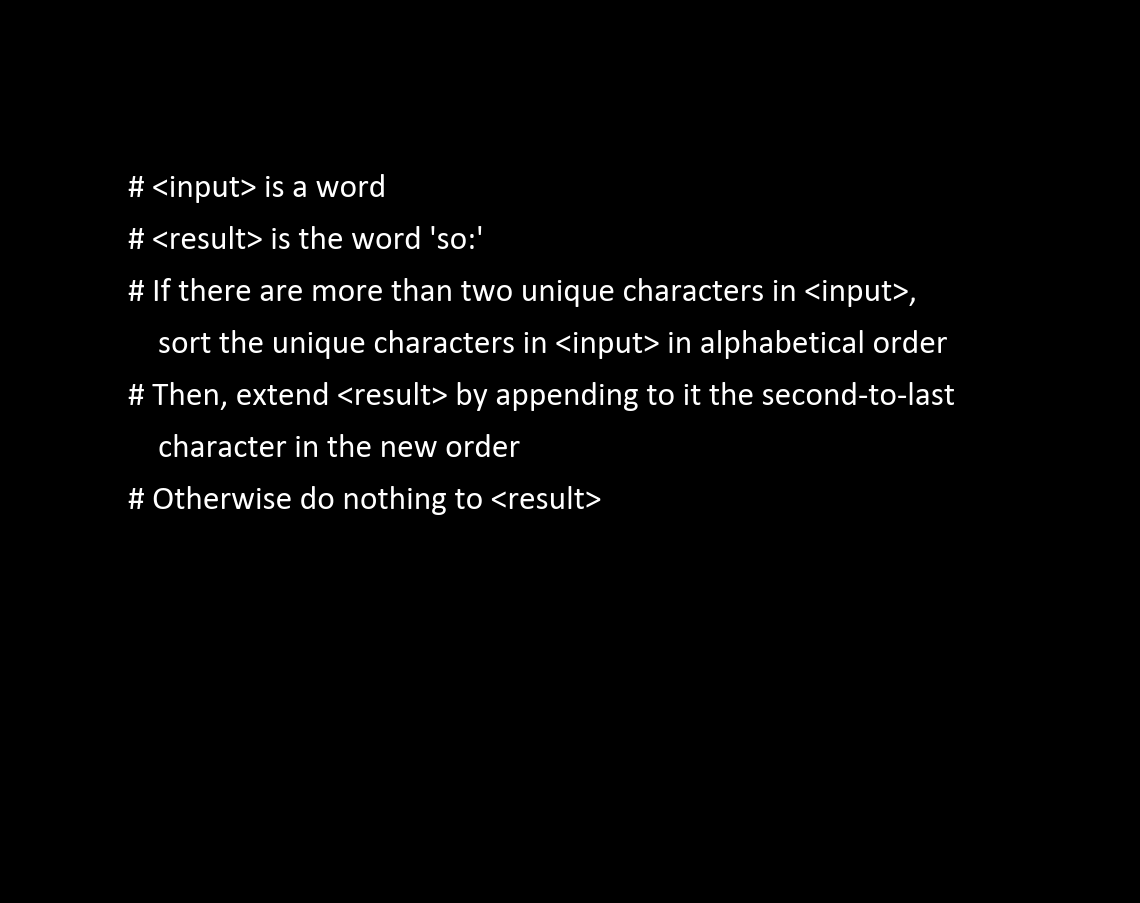 # <input> is a word
# <result> is the word 'so:'
# If there are more than two unique characters in <input>,
sort the unique characters in <input> in alphabetical order
# Then, extend <result> by appending to it the second-to-last
character in the new order
# Otherwise do nothing to <result>